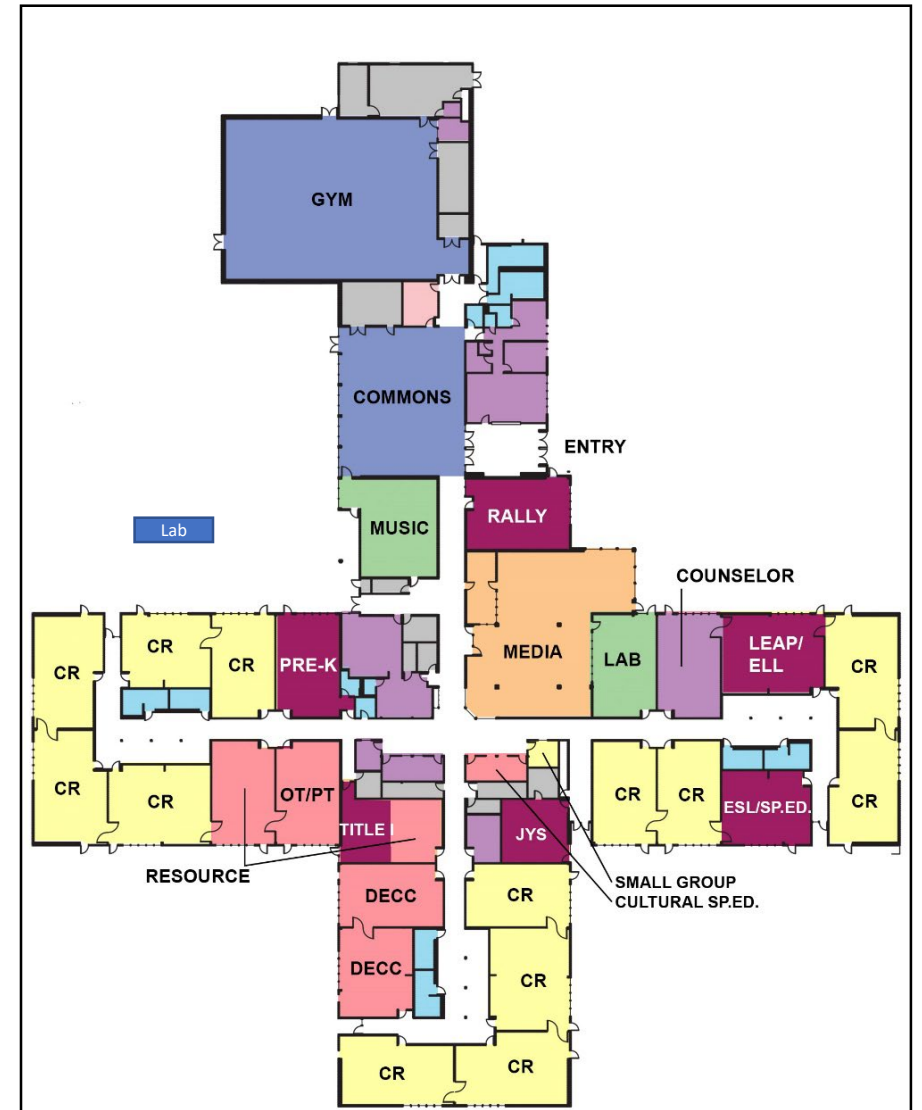 GYM
COMMONS
ENTRY
MUSIC
RALLY
Lab
COUNSELOR
CR
CR
CR
PRE-K
MEDIA
LAB
LEAP/
ELL
CR
CR
CR
OT/PT
TITLE I
JYS
CR
CR
ESL/SP.ED.
CR
RESOURCE
SMALL GROUP
CULTURAL SP.ED.
DECC
CR
DECC
CR
CR
CR